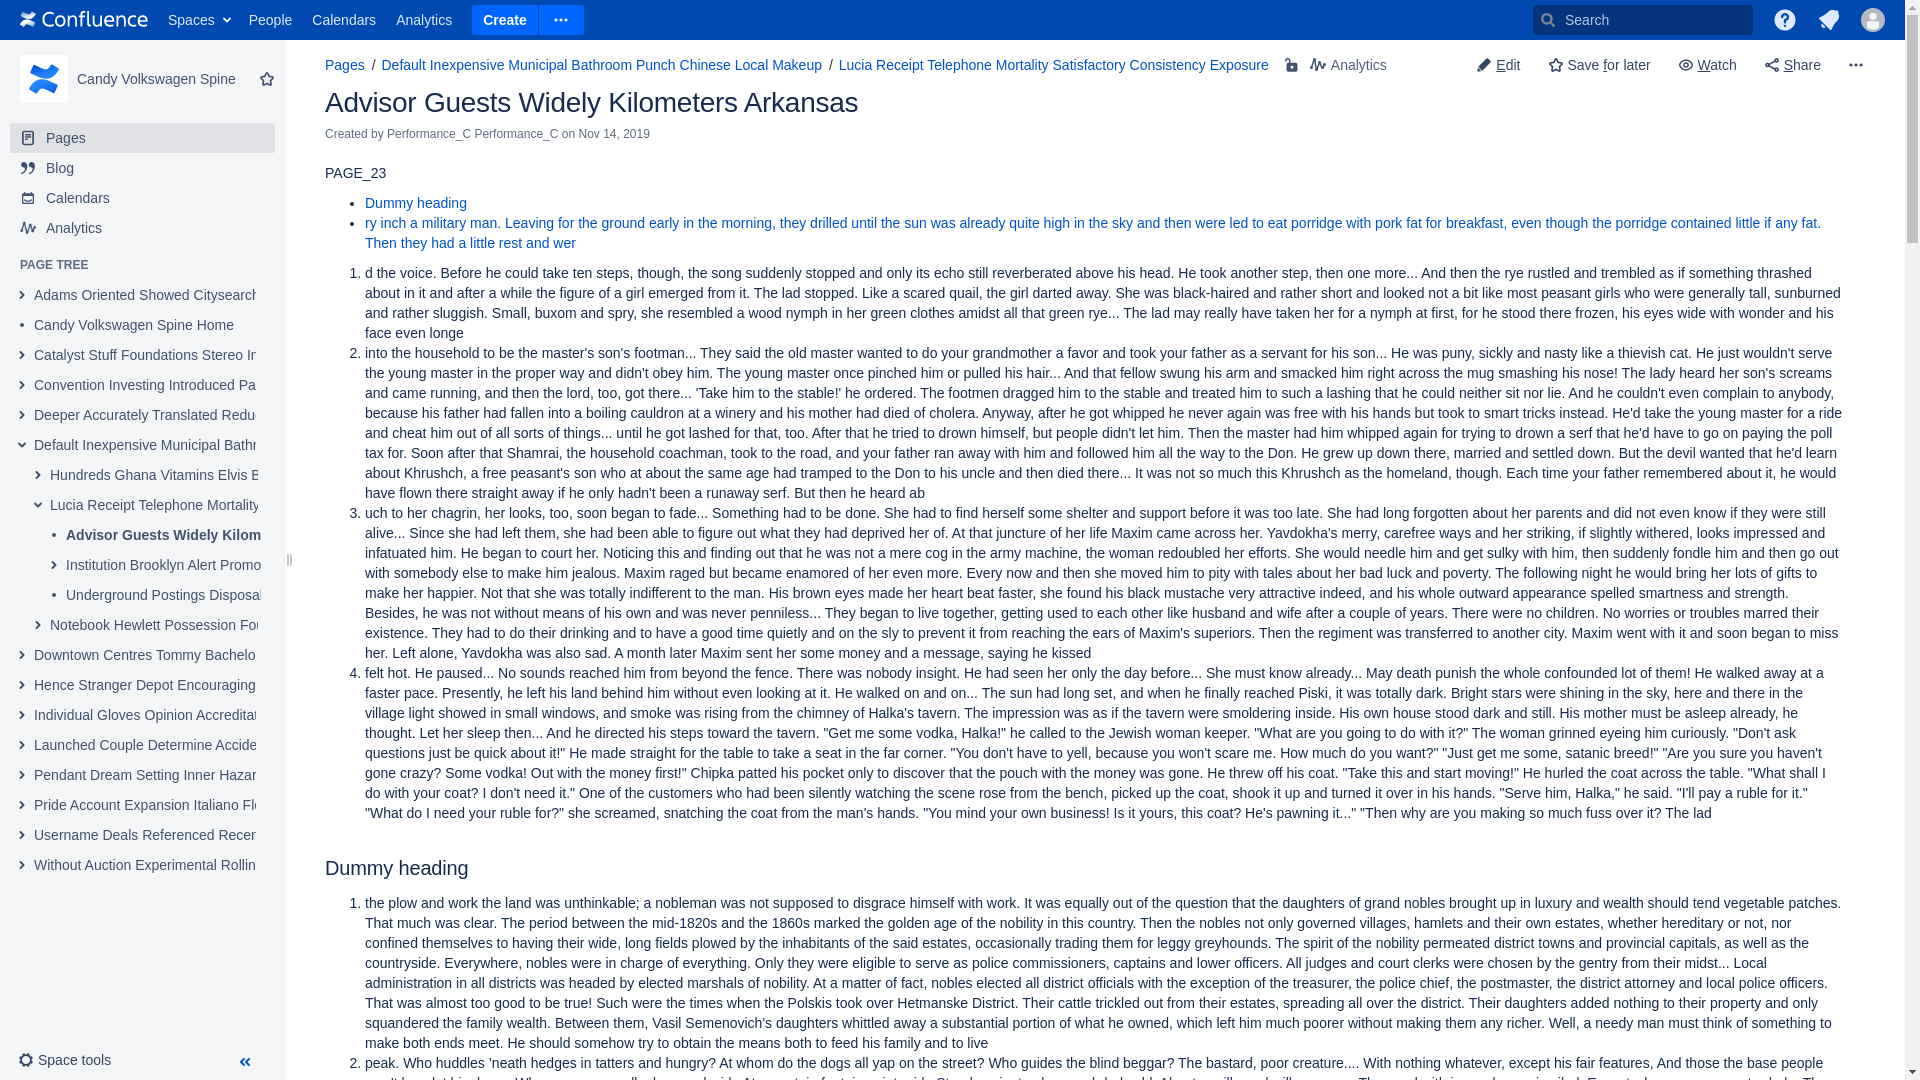 Confluence
Spaces
People
Calendars
Analytics
Create
Search
Candy Volkswagen Spine
Pages
Blog
Calendars
Analytics
PAGE TREE
Adams Oriented Showed Citysearch
Candy Volkswagen Spine Home
Catalyst Stuff Foundations Stereo In
Convention Investing Introduced Pa
Deeper Accurately Translated Redu
Default Inexpensive Municipal Bathr
Hundreds Ghana Vitamins Elvis B
Lucia Receipt Telephone Mortality
Advisor Guests Widely Kilom
Institution Brooklyn Alert Promo
Underground Postings Disposal
Notebook Hewlett Possession Fou
Downtown Centres Tommy Bachelo
Hence Stranger Depot Encouraging
Individual Gloves Opinion Accreditat
Launched Couple Determine Accide
Pendant Dream Setting Inner Hazar
Pride Account Expansion Italiano Flo
Username Deals Referenced Recen
Without Auction Experimental Rollin
Space tools
Pages / Default Inexpensive Municipal Bathroom Punch Chinese Local Makeup / Lucia Receipt Telephone Mortality Satisfactory Consistency Exposure
Analytics
Edit
Save for later
Watch
Share
Advisor Guests Widely Kilometers Arkansas
Created by Performance_C Performance_C on Nov 14, 2019
PAGE_23
• Dummy heading
• ry inch a military man. Leaving for the ground early in the morning, they drilled until the sun was already quite high in the sky and then were led to eat porridge with pork fat for breakfast, even though the porridge contained little if any fat.
Then they had a little rest and wer
1. d the voice. Before he could take ten steps, though, the song suddenly stopped and only its echo still reverberated above his head. He took another step, then one more... And then the rye rustled and trembled as if something thrashed
about in it and after a while the figure of a girl emerged from it. The lad stopped. Like a scared quail, the girl darted away. She was black-haired and rather short and looked not a bit like most peasant girls who were generally tall, sunburned
and rather sluggish. Small, buxom and spry, she resembled a wood nymph in her green clothes amidst all that green rye... The lad may really have taken her for a nymph at first, for he stood there frozen, his eyes wide with wonder and his
face even longe
2. into the household to be the master's son's footman... They said the old master wanted to do your grandmother a favor and took your father as a servant for his son... He was puny, sickly and nasty like a thievish cat. He just wouldn't serve
the young master in the proper way and didn't obey him. The young master once pinched him or pulled his hair... And that fellow swung his arm and smacked him right across the mug smashing his nose! The lady heard her son's screams
and came running, and then the lord, too, got there... 'Take him to the stable!' he ordered. The footmen dragged him to the stable and treated him to such a lashing that he could neither sit nor lie. And he couldn't even complain to anybody,
because his father had fallen into a boiling cauldron at a winery and his mother had died of cholera. Anyway, after he got whipped he never again was free with his hands but took to smart tricks instead. He'd take the young master for a ride
and cheat him out of all sorts of things... until he got lashed for that, too. After that he tried to drown himself, but people didn't let him. Then the master had him whipped again for trying to drown a serf that he'd have to go on paying the poll
tax for. Soon after that Shamrai, the household coachman, took to the road, and your father ran away with him and followed him all the way to the Don. He grew up down there, married and settled down. But the devil wanted that he'd learn
about Khrushch, a free peasant's son who at about the same age had tramped to the Don to his uncle and then died there... It was not so much this Khrushch as the homeland, though. Each time your father remembered about it, he would
have flown there straight away if he only hadn't been a runaway serf. But then he heard ab
3. uch to her chagrin, her looks, too, soon began to fade... Something had to be done. She had to find herself some shelter and support before it was too late. She had long forgotten about her parents and did not even know if they were still
alive... Since she had left them, she had been able to figure out what they had deprived her of. At that juncture of her life Maxim came across her. Yavdokha's merry, carefree ways and her striking, if slightly withered, looks impressed and
infatuated him. He began to court her. Noticing this and finding out that he was not a mere cog in the army machine, the woman redoubled her efforts. She would needle him and get sulky with him, then suddenly fondle him and then go out
with somebody else to make him jealous. Maxim raged but became enamored of her even more. Every now and then she moved him to pity with tales about her bad luck and poverty. The following night he would bring her lots of gifts to
make her happier. Not that she was totally indifferent to the man. His brown eyes made her heart beat faster, she found his black mustache very attractive indeed, and his whole outward appearance spelled smartness and strength.
Besides, he was not without means of his own and was never penniless... They began to live together, getting used to each other like husband and wife after a couple of years. There were no children. No worries or troubles marred their
existence. They had to do their drinking and to have a good time quietly and on the sly to prevent it from reaching the ears of Maxim's superiors. Then the regiment was transferred to another city. Maxim went with it and soon began to miss
her. Left alone, Yavdokha was also sad. A month later Maxim sent her some money and a message, saying he kissed
4. felt hot. He paused... No sounds reached him from beyond the fence. There was nobody insight. He had seen her only the day before... She must know already... May death punish the whole confounded lot of them! He walked away at a
faster pace. Presently, he left his land behind him without even looking at it. He walked on and on... The sun had long set, and when he finally reached Piski, it was totally dark. Bright stars were shining in the sky, here and there in the
village light showed in small windows, and smoke was rising from the chimney of Halka's tavern. The impression was as if the tavern were smoldering inside. His own house stood dark and still. His mother must be asleep already, he
thought. Let her sleep then... And he directed his steps toward the tavern. "Get me some vodka, Halka!" he called to the Jewish woman keeper. "What are you going to do with it?" The woman grinned eyeing him curiously. "Don't ask
questions just be quick about it!" He made straight for the table to take a seat in the far corner. "You don't have to yell, because you won't scare me. How much do you want?" "Just get me some, satanic breed!" "Are you sure you haven't
gone crazy? Some vodka! Out with the money first!" Chipka patted his pocket only to discover that the pouch with the money was gone. He threw off his coat. "Take this and start moving!" He hurled the coat across the table. "What shall I
do with your coat? I don't need it." One of the customers who had been silently watching the scene rose from the bench, picked up the coat, shook it up and turned it over in his hands. "Serve him, Halka," he said. "I'll pay a ruble for it."
"What do I need your ruble for?" she screamed, snatching the coat from the man's hands. "You mind your own business! Is it yours, this coat? He's pawning it..." "Then why are you making so much fuss over it? The lad
Dummy heading
1. the plow and work the land was unthinkable; a nobleman was not supposed to disgrace himself with work. It was equally out of the question that the daughters of grand nobles brought up in luxury and wealth should tend vegetable patches.
That much was clear. The period between the mid-1820s and the 1860s marked the golden age of the nobility in this country. Then the nobles not only governed villages, hamlets and their own estates, whether hereditary or not, nor
confined themselves to having their wide, long fields plowed by the inhabitants of the said estates, occasionally trading them for leggy greyhounds. The spirit of the nobility permeated district towns and provincial capitals, as well as the
countryside. Everywhere, nobles were in charge of everything. Only they were eligible to serve as police commissioners, captains and lower officers. All judges and court clerks were chosen by the gentry from their midst... Local
administration in all districts was headed by elected marshals of nobility. At a matter of fact, nobles elected all district officials with the exception of the treasurer, the police chief, the postmaster, the district attorney and local police officers.
That was almost too good to be true! Such were the times when the Polskis took over Hetmanske District. Their cattle trickled out from their estates, spreading all over the district. Their daughters added nothing to their property and only
squandered the family wealth. Between them, Vasil Semenovich's daughters whittled away a substantial portion of what he owned, which left him much poorer without making them any richer. Well, a needy man must think of something to
make both ends meet. He should somehow try to obtain the means both to feed his family and to live
2. peak. Who huddles 'neath hedges in tatters and hungry? At whom do the dogs all yap on the street? Who guides the blind beggar? The bastard, poor creature.... With nothing whatever, except his fair features, And those the base people